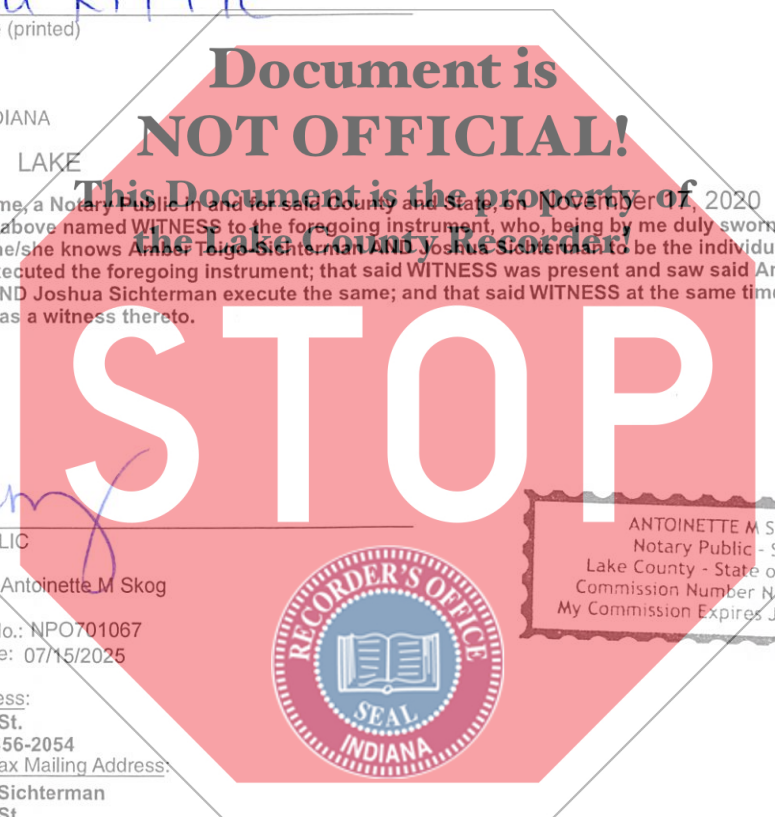 (printed)
Document is
NOT OFFICIAL!
This Document is the property of
the Lake County Recorder!
DIANA
LAKE
me, a Notary Public in and for said County and State, on November 17, 2020
above named WITNESS to the foregoing instrument, who, being by me duly sworn
he/she knows Amber Toigo-Sichterman AND Joshua Sichterman to be the individu
xecuted the foregoing instrument; that said WITNESS was present and saw said A
ND Joshua Sichterman execute the same; and that said WITNESS at the same time
as a witness thereto.
STOP
LIC
Antoinette M Skog
No.: NPO701067
e: 07/15/2025
ess:
St.
56-2054
ax Mailing Address:
Sichterman
St
ANTOINETTE M S
Notary Public - S
Lake County - State o
Commission Number N
My Commission Expires J
RECORDER'S OFFICE
SEAL
INDIANA